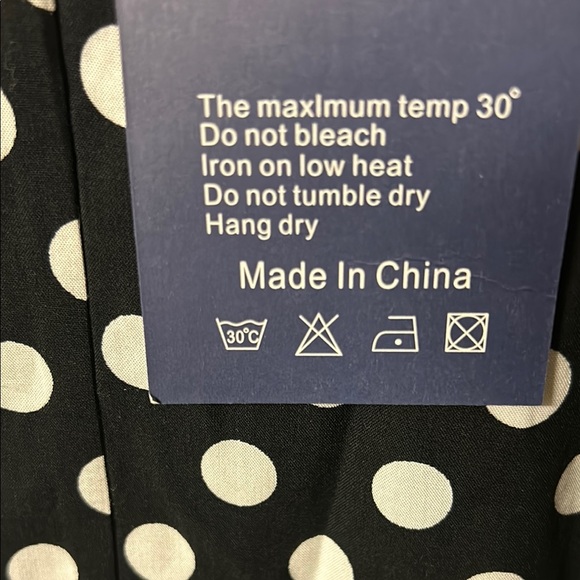 The maxImum temp 30°
Do not bleach
Iron on low heat
Do not tumble dry
Hang dry
Made In China
30°C